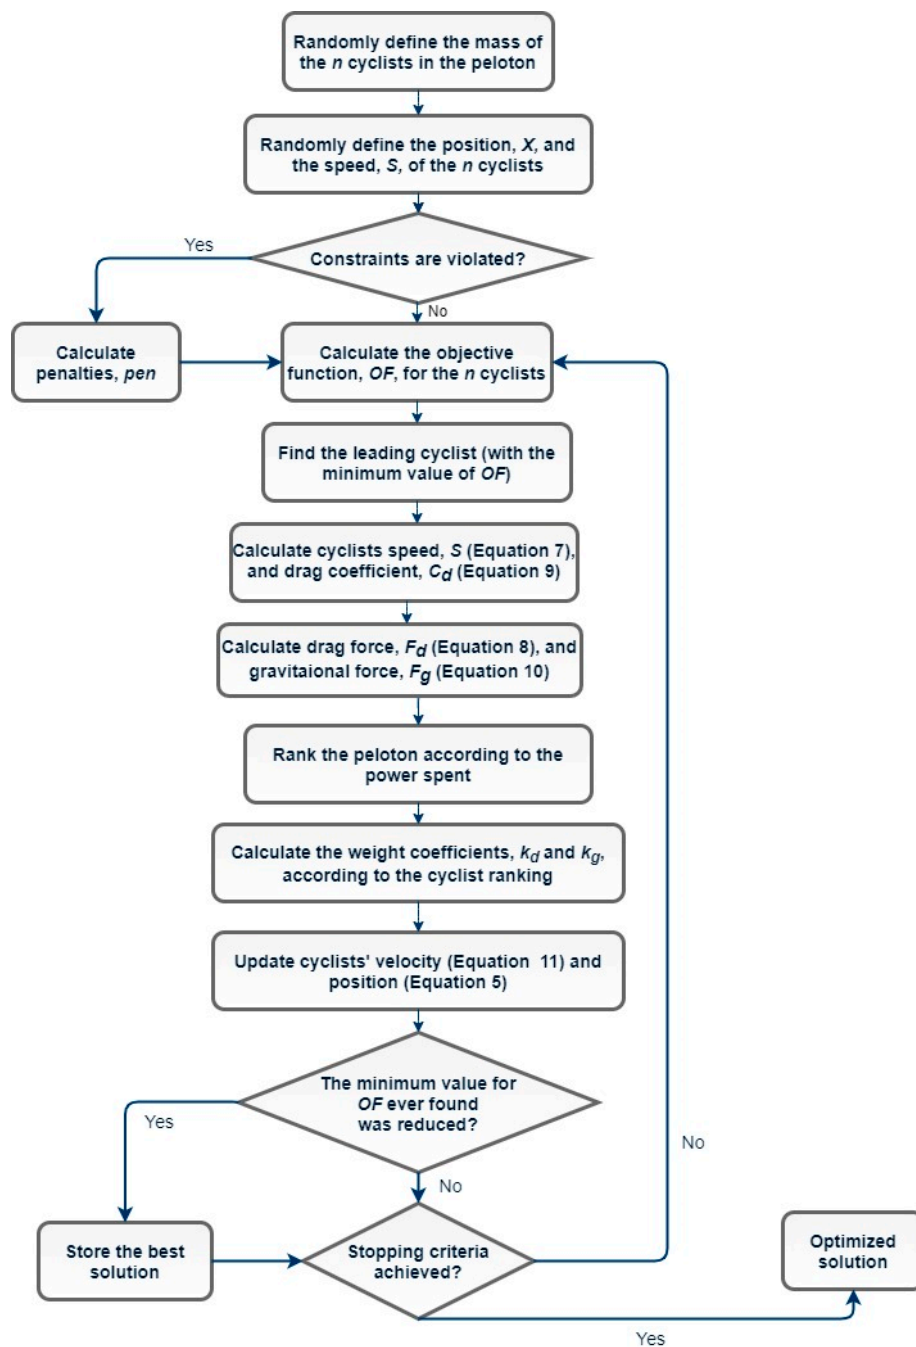 Randomly define the mass of
the n cyclists in the peloton
Randomly define the position, X, and
the speed, S, of the n cyclists
Yes
Constraints are violated?
No
Calculate
penalties, pen
Calculate the objective
function, OF, for the n cyclists
Find the leading cyclist (with the
minimum value of OF)
Calculate cyclists speed, S (Equation 7),
and drag coefficient, Cd (Equation 9)
Calculate drag force, Fd (Equation 8), and
gravitaional force, Fg (Equation 10)
Rank the peloton according to the
power spent
Calculate the weight coefficients, kd and kg,
according to the cyclist ranking
Update cyclists' velocity (Equation 11) and
position (Equation 5)
The minimum value for
OF ever found
was reduced?
Yes
No
No
Store the best
solution
Stopping criteria
achieved?
Optimized
solution
Yes